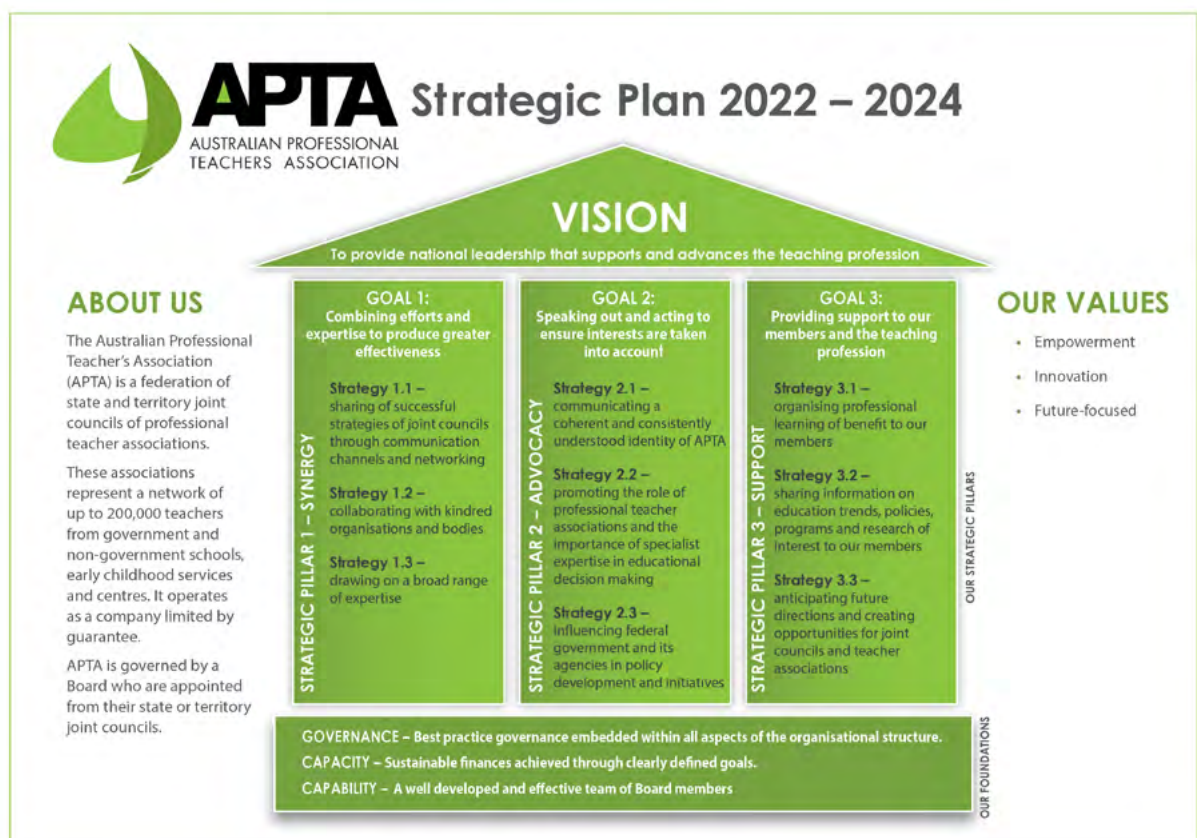 APTA
AUSTRALIAN PROFESSIONAL
TEACHERS ASSOCIATION
Strategic Plan 2022 – 2024
VISION
To provide national leadership that supports and advances the teaching profession
ABOUT US
The Australian Professional
Teacher's Association
(APTA) is a federation of
state and territory joint
councils of professional
teacher associations.
These associations
represent a network of
up to 200,000 teachers
from government and
non-government schools,
early childhood services
and centres. It operates
as a company limited by
guarantee.
APTA is governed by a
Board who are appointed
from their state or territory
joint councils.
STRATEGIC PILLAR 1 – SYNERGY
GOAL 1:
Combining efforts and
expertise to produce greater
effectiveness
Strategy 1.1 –
sharing of successful
strategies of joint councils
through communication
channels and networking
Strategy 1.2 –
collaborating with kindred
organisations and bodies
Strategy 1.3 –
drawing on a broad range
of expertise
STRATEGIC PILLAR 2 – ADVOCACY
GOAL 2:
Speaking out and acting to
ensure interests are taken
into account
Strategy 2.1 –
communicating a
coherent and consistently
understood identity of APTA
Strategy 2.2 –
promoting the role of
professional teacher
associations and the
importance of specialist
expertise in educational
decision making
Strategy 2.3 –
Influencing federal
government and its
agencies in policy
development and initiatives
STRATEGIC PILLAR 3 – SUPPORT
GOAL 3:
Providing support to our
members and the teaching
profession
Strategy 3.1 –
organising professional
learning of benefit to our
members
Strategy 3.2 –
sharing information on
education trends, policies,
programs and research of
interest to our members
Strategy 3.3 –
anticipating future
directions and creating
opportunities for joint
councils and teacher
associations
OUR STRATEGIC PILLARS
OUR VALUES
• Empowerment
• Innovation
• Future-focused
GOVERNANCE – Best practice governance embedded within all aspects of the organisational structure.
CAPACITY – Sustainable finances achieved through clearly defined goals.
CAPABILITY – A well developed and effective team of Board members
OUR FOUNDATIONS